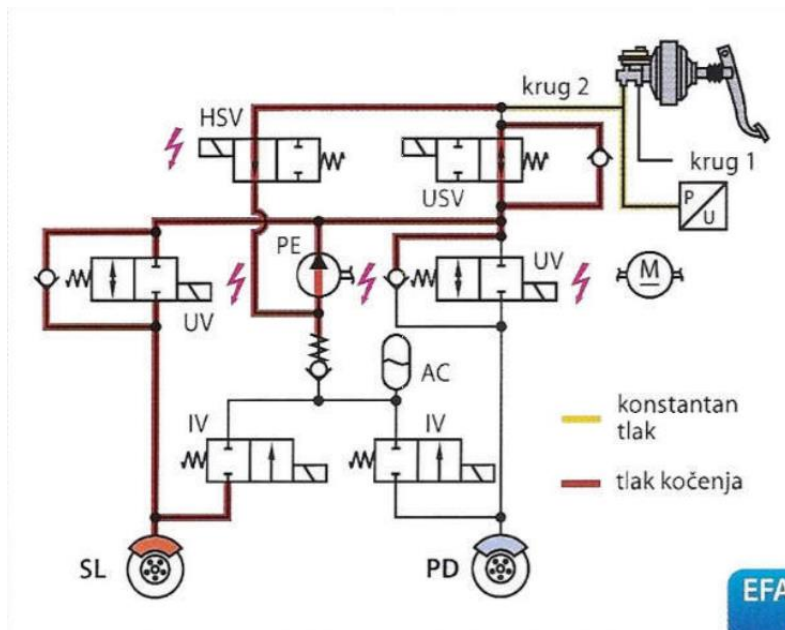 krug 2
HSV
krug 1
USV
P
U
PE
UV
M
UV
AC
IV
IV
konstantan
tlak
tlak kočenja
SL
PD
EFA